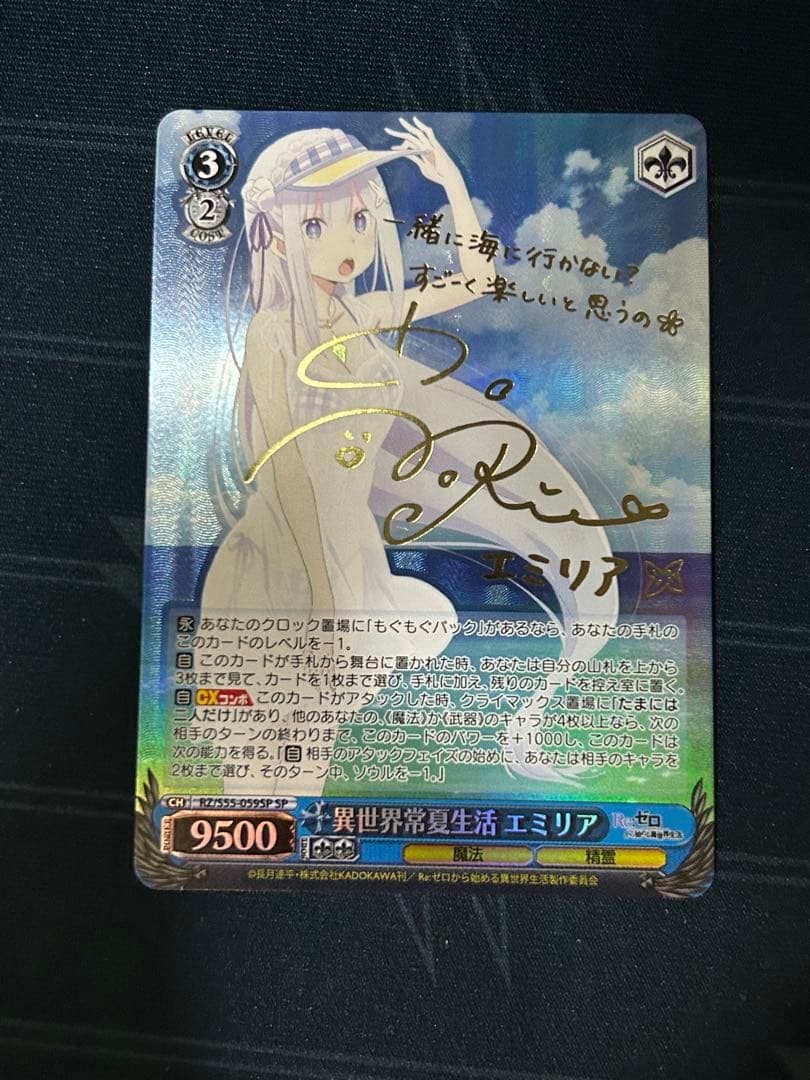 LEVEL
3
2
COST
一緒に海に行かない?
すごーく楽しいと思うの
Rie
エミリア
永 あなたのクロック置場に「もぐもぐパック」があるなら、あなたの手札の
このカードのレベルを-1。
自 このカードが手札から舞台に置かれた時、あなたは自分の山札を上から
3枚まで見て、カードを1枚まで選び、手札に加え、残りのカードを控え室に置く。
自 CXコンボ このカードがアタックした時、クライマックス置場に「たまには
二人だけ」があり、他のあなたの、《魔法》か《武器》のキャラが4枚以上なら、次の
相手のターンの終わりまで、このカードのパワーを+1000し、このカードは
次の能力を得る。『自 相手のアタックフェイズの始めに、あなたは相手のキャラを
2枚まで選び、そのターン中、ソウルを-1。』
CH RZ/S55-059SP SP
POWER 9500 SOUL 異世界常夏生活 エミリア Re:ゼロ
から始める異世界生活
魔法 精霊
©長月達平・株式会社KADOKAWA刊/Re:ゼロから始める異世界生活製作委員会